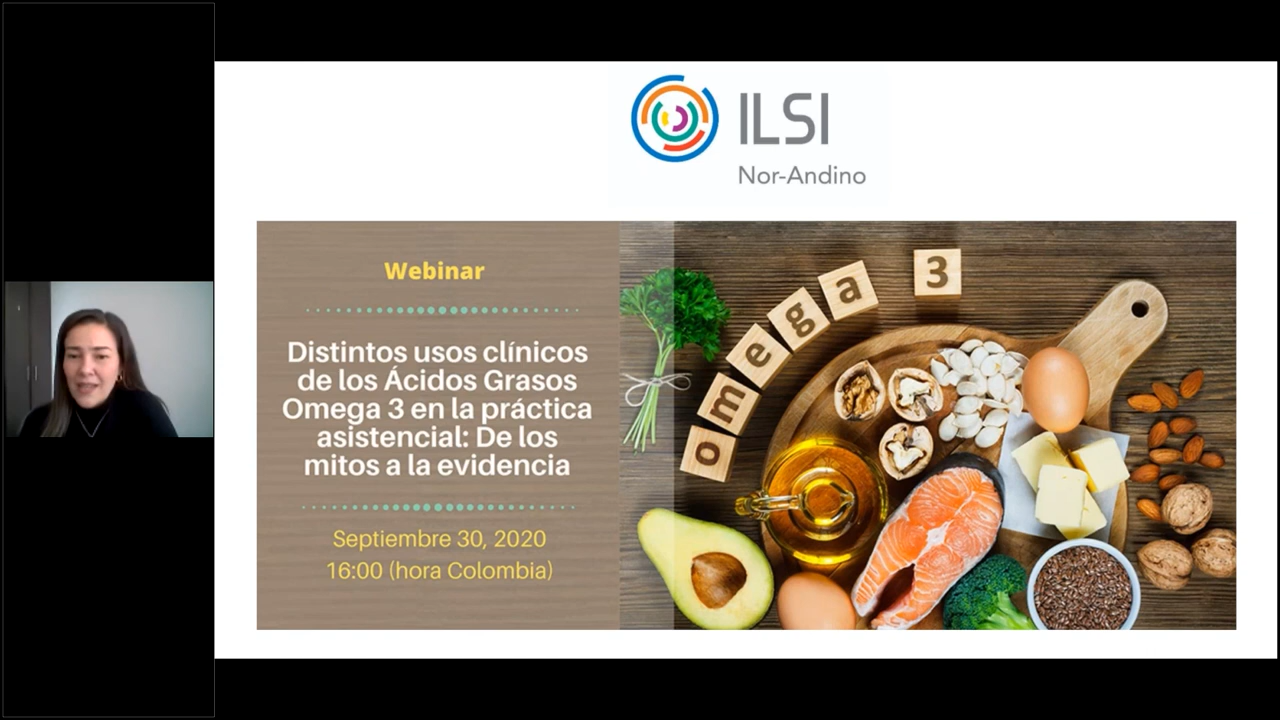 ILSI
Nor-Andino
Webinar
Distintos usos clínicos
de los Ácidos Grasos
Omega 3 en la práctica
asistencial: De los
mitos a la evidencia
Septiembre 30, 2020
16:00 (hora Colombia)
omega 3